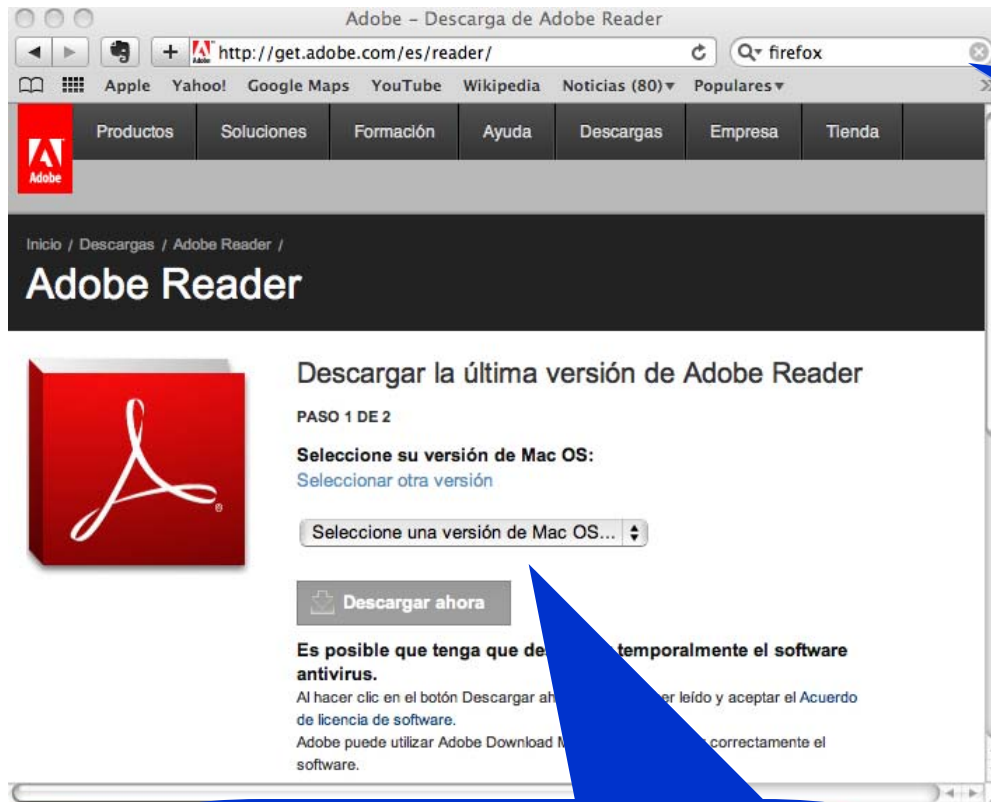 Adobe – Descarga de Adobe Reader
http://get.adobe.com/es/reader/
firefox
Apple Yahoo! Google Maps YouTube Wikipedia Noticias (80) Populares
Adobe
Productos Soluciones Formación Ayuda Descargas Empresa Tienda
Inicio / Descargas / Adobe Reader /
Adobe Reader
Descargar la última versión de Adobe Reader
PASO 1 DE 2
Seleccione su versión de Mac OS:
Seleccionar otra versión
Seleccione una versión de Mac OS...
Descargar ahora
Es posible que tenga que temporalmente el software
antivirus.
Al hacer clic en el botón Descargar leído y aceptar el Acuerdo
de licencia de software.
Adobe puede utilizar Adobe Download correctamente el
software.